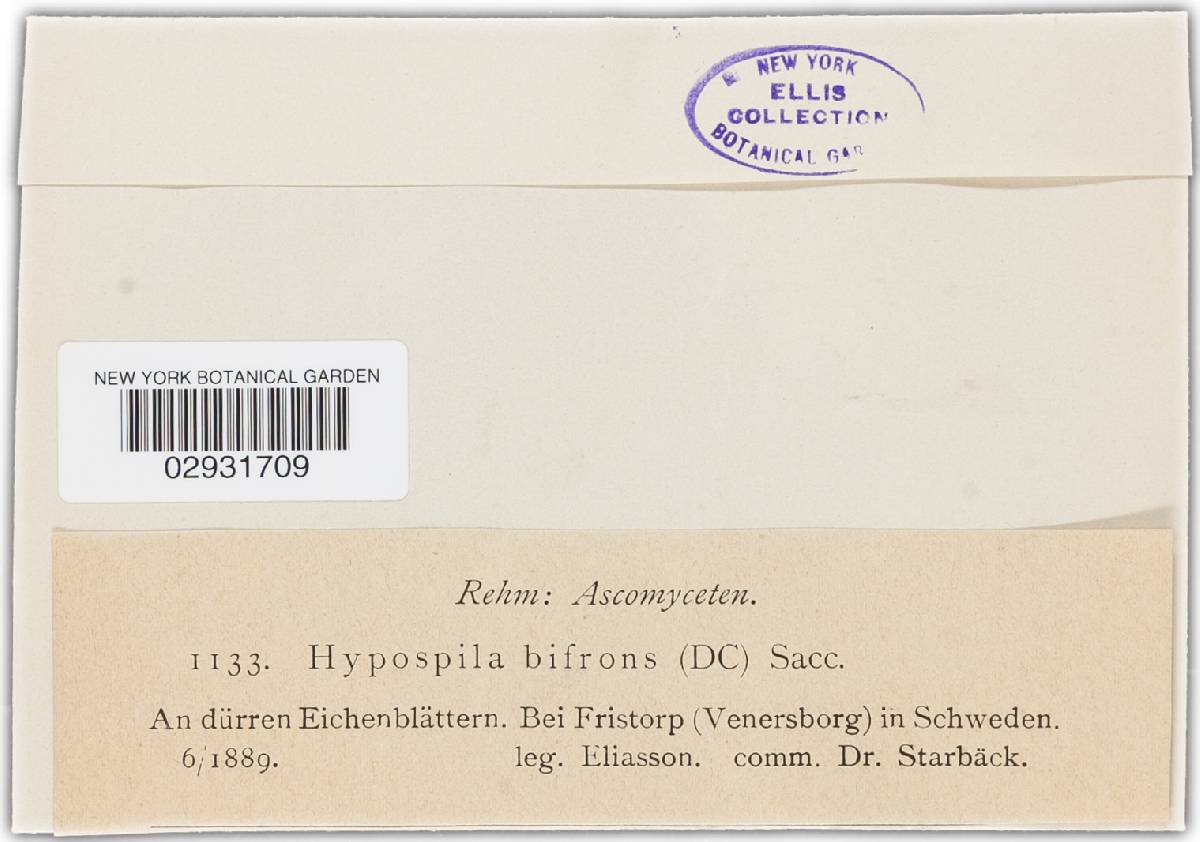 NEW YORK
ELLIS
COLLECTION
BOTANICAL GAR
NEW YORK BOTANICAL GARDEN
02931709
Rehm: Ascomyceten.
1133. Hypospila bifrons (DC) Sacc.
An dürren Eichenblättern. Bei Fristorp (Venersborg) in Schweden.
6/1889. leg. Eliasson. comm. Dr. Starbäck.